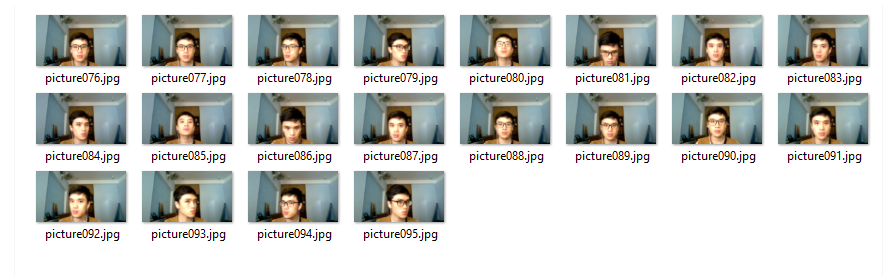 picture076.jpg picture077.jpg picture078.jpg picture079.jpg picture080.jpg picture081.jpg picture082.jpg picture083.jpg
picture084.jpg picture085.jpg picture086.jpg picture087.jpg picture088.jpg picture089.jpg picture090.jpg picture091.jpg
picture092.jpg picture093.jpg picture094.jpg picture095.jpg